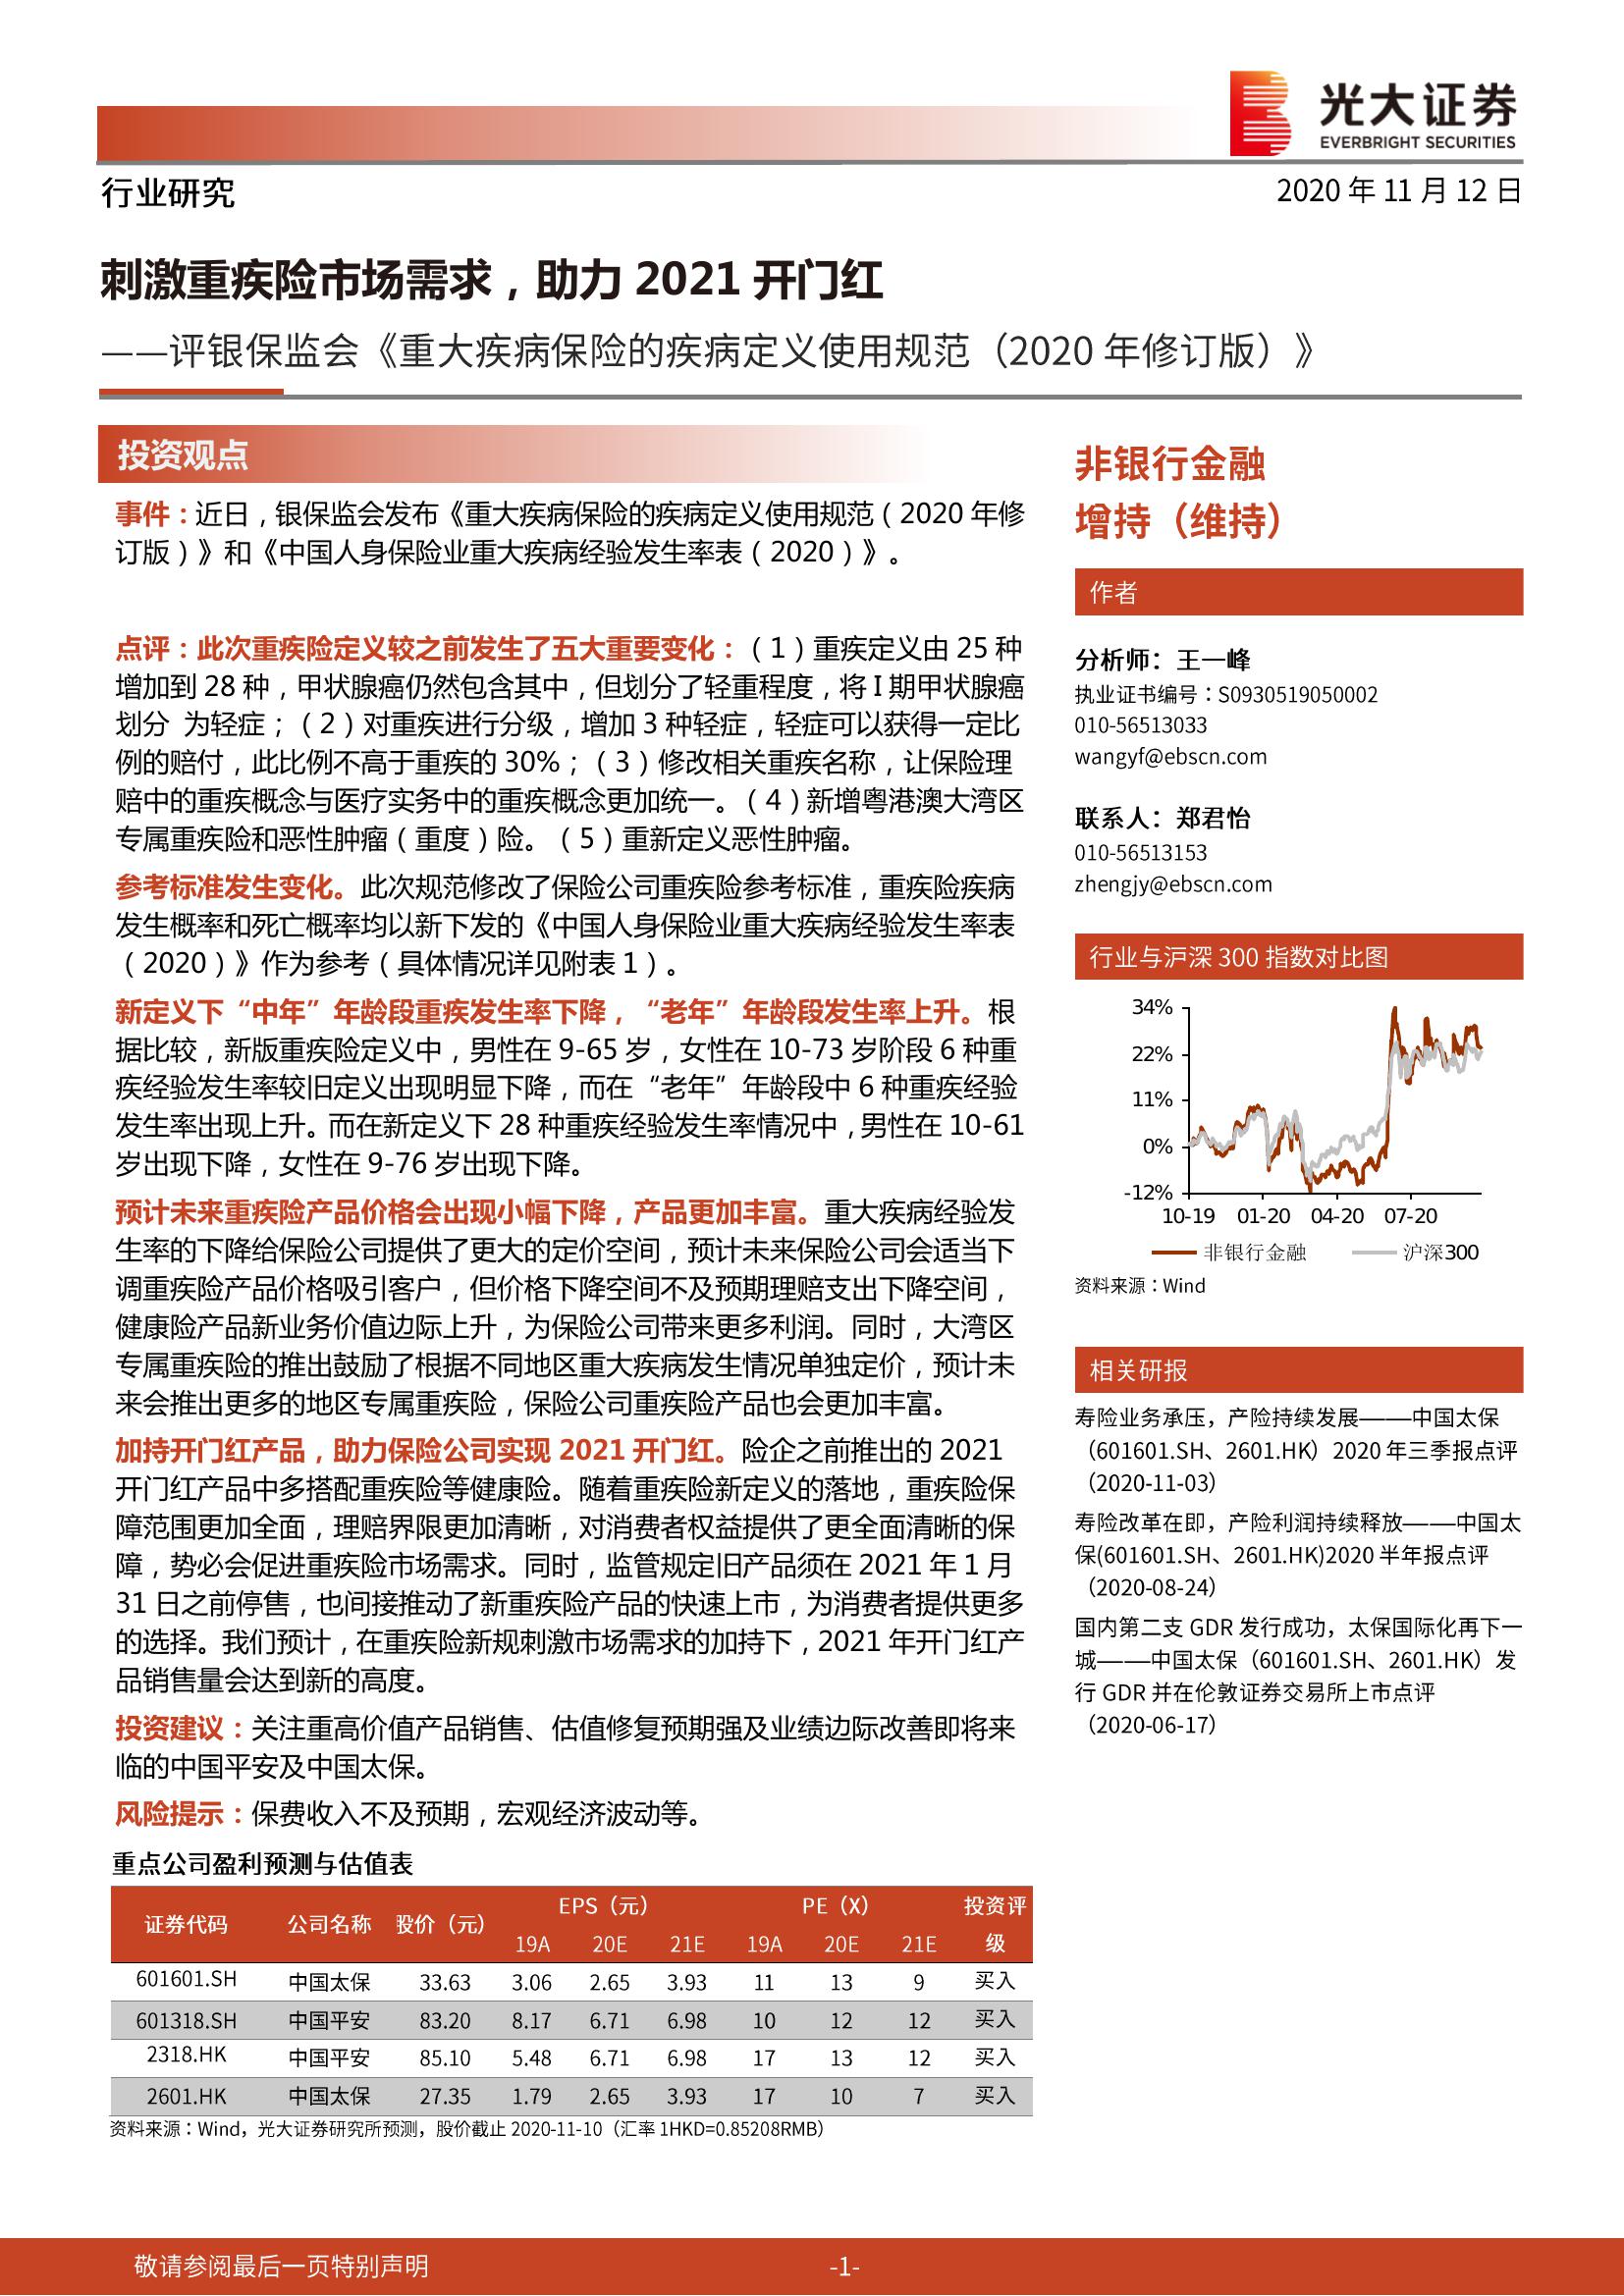 光大证券
EVERBRIGHT SECURITIES
行业研究
2020 年 11 月 12 日
刺激重疾险市场需求，助力 2021 开门红
——评银保监会《重大疾病保险的疾病定义使用规范（2020 年修订版）》
投资观点
事件：近日，银保监会发布《重大疾病保险的疾病定义使用规范（2020 年修
订版）》和《中国人身保险业重大疾病经验发生率表（2020）》。
点评：此次重疾险定义较之前发生了五大重要变化：（1）重疾定义由 25 种
增加到 28 种，甲状腺癌仍然包含其中，但划分了轻重程度，将 I 期甲状腺癌
划分 为轻症；（2）对重疾进行分级，增加 3 种轻症，轻症可以获得一定比
例的赔付，此比例不高于重疾的 30%；（3）修改相关重疾名称，让保险理
赔中的重疾概念与医疗实务中的重疾概念更加统一。（4）新增粤港澳大湾区
专属重疾险和恶性肿瘤（重度）险。（5）重新定义恶性肿瘤。
参考标准发生变化。此次规范修改了保险公司重疾险参考标准，重疾险疾病
发生概率和死亡概率均以新下发的《中国人身保险业重大疾病经验发生率表
（2020）》作为参考（具体情况详见附表 1）。
新定义下“中年”年龄段重疾发生率下降，“老年”年龄段发生率上升。根
据比较，新版重疾险定义中，男性在 9-65 岁，女性在 10-73 岁阶段 6 种重
疾经验发生率较旧定义出现明显下降，而在“老年”年龄段中 6 种重疾经验
发生率出现上升。而在新定义下 28 种重疾经验发生率情况中，男性在 10-61
岁出现下降，女性在 9-76 岁出现下降。
预计未来重疾险产品价格会出现小幅下降，产品更加丰富。重大疾病经验发
生率的下降给保险公司提供了更大的定价空间，预计未来保险公司会适当下
调重疾险产品价格吸引客户，但价格下降空间不及预期理赔支出下降空间，
健康险产品新业务价值边际上升，为保险公司带来更多利润。同时，大湾区
专属重疾险的推出鼓励了根据不同地区重大疾病发生情况单独定价，预计未
来会推出更多的地区专属重疾险，保险公司重疾险产品也会更加丰富。
加持开门红产品，助力保险公司实现 2021 开门红。险企之前推出的 2021
开门红产品中多搭配重疾险等健康险。随着重疾险新定义的落地，重疾险保
障范围更加全面，理赔界限更加清晰，对消费者权益提供了更全面清晰的保
障，势必会促进重疾险市场需求。同时，监管规定旧产品须在 2021 年 1 月
31 日之前停售，也间接推动了新重疾险产品的快速上市，为消费者提供更多
的选择。我们预计，在重疾险新规刺激市场需求的加持下，2021 年开门红产
品销售量会达到新的高度。
投资建议：关注重高价值产品销售、估值修复预期强及业绩边际改善即将来
临的中国平安及中国太保。
风险提示：保费收入不及预期，宏观经济波动等。
重点公司盈利预测与估值表
证券代码 公司名称 股价（元） EPS（元） PE（X） 投资评级
19A 20E 21E 19A 20E 21E
601601.SH 中国太保 33.63 3.06 2.65 3.93 11 13 9 买入
601318.SH 中国平安 83.20 8.17 6.71 6.98 10 12 12 买入
2318.HK 中国平安 85.10 5.48 6.71 6.98 17 13 12 买入
2601.HK 中国太保 27.35 1.79 2.65 3.93 17 10 7 买入
资料来源：Wind，光大证券研究所预测，股价截止 2020-11-10（汇率 1HKD=0.85208RMB）
非银行金融
增持（维持）
作者
分析师：王一峰
执业证书编号：S0930519050002
010-56513033
wangyf@ebscn.com
联系人：郑君怡
010-56513153
zhengjy@ebscn.com
行业与沪深 300 指数对比图
34%
22%
11%
0%
-12%
10-19 01-20 04-20 07-20
非银行金融 沪深300
资料来源：Wind
相关研报
寿险业务承压，产险持续发展——中国太保
（601601.SH、2601.HK）2020 年三季报点评
（2020-11-03）
寿险改革在即，产险利润持续释放——中国太
保(601601.SH、2601.HK)2020 半年报点评
（2020-08-24）
国内第二支 GDR 发行成功，太保国际化再下一
城——中国太保（601601.SH、2601.HK）发
行 GDR 并在伦敦证券交易所上市点评
（2020-06-17）
敬请参阅最后一页特别声明
-1-